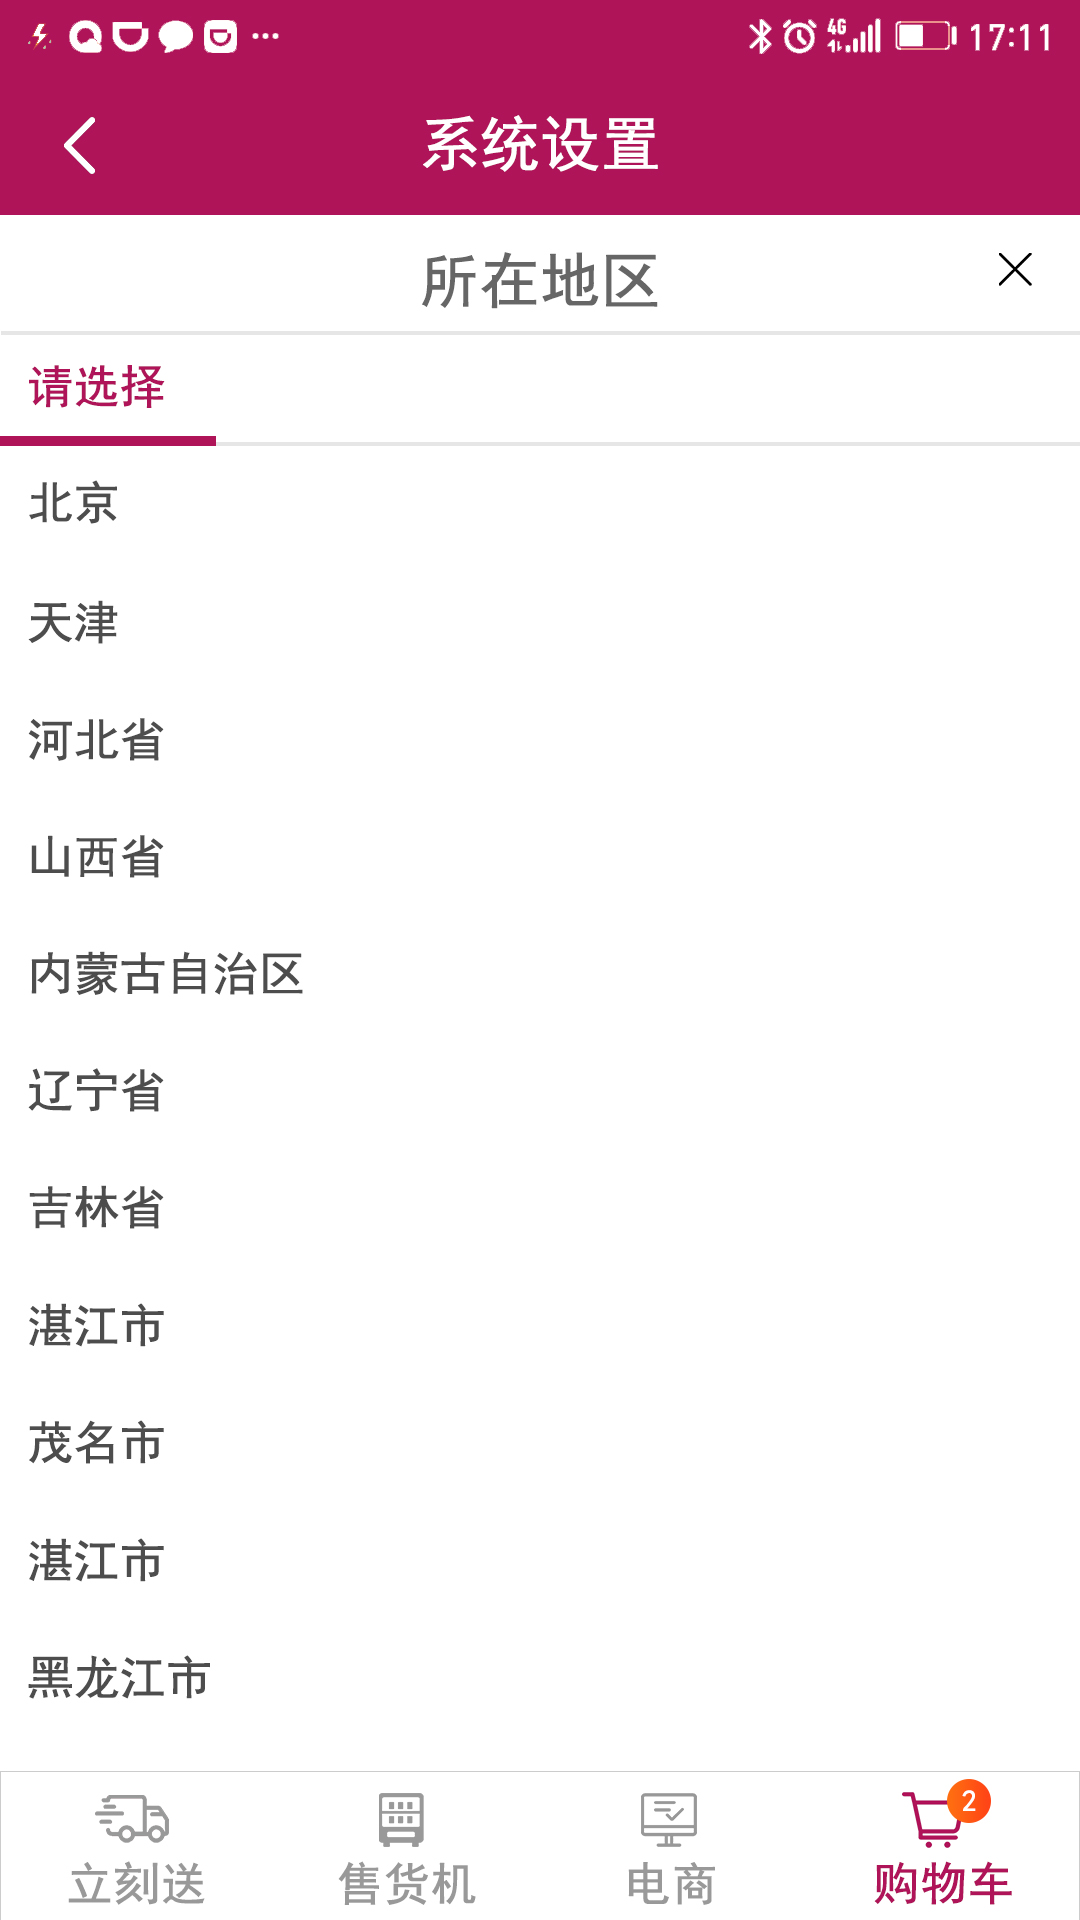 4G 17:11
系统设置
所在地区
请选择
北京
天津
河北省
山西省
内蒙古自治区
辽宁省
吉林省
湛江市
茂名市
湛江市
黑龙江市
2
立刻送 售货机 电商 购物车